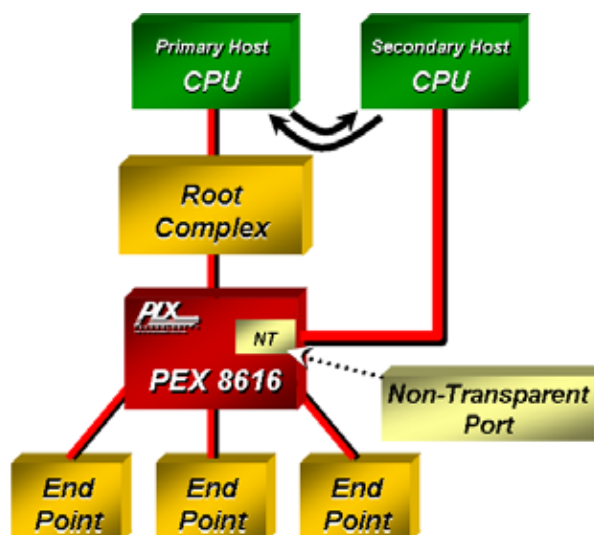 Primary Host
CPU
Secondary Host
CPU
Root
Complex
PLX
NT
PEX 8616
Non-Transparent
Port
End
Point
End
Point
End
Point